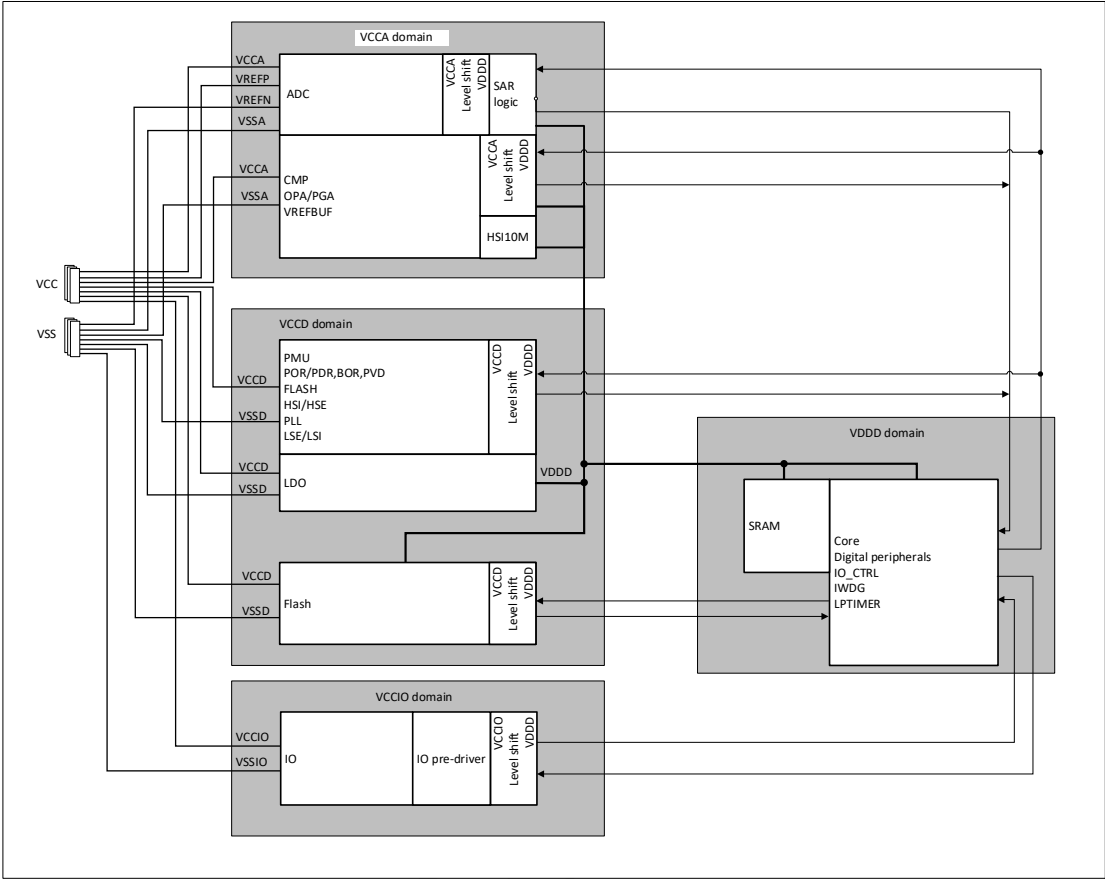 VCCA domain
VCCA
VREFP
VREFN
VSSA
ADC
VCCA
Level shift
VDDD
SAR
logic
VCCA
VSSA
CMP
OPA/PGA
VREFBUF
VCCA
Level shift
VDDD
HSI10M
VCC
VSS
VCCD domain
VCCD
VSSD
PMU
POR/PDR,BOR,PVD
FLASH
HSI/HSE
PLL
LSE/LSI
VCCD
Level shift
VDDD
VCCD
VSSD
LDO
VDDD
VCCD
VSSD
Flash
VCCD
Level shift
VDDD
VDDD domain
SRAM
Core
Digital peripherals
IO_CTRL
IWDG
LPTIMER
VCCIO domain
VCCIO
VSSIO
IO
IO pre-driver
VCCIO
Level shift
VDDD